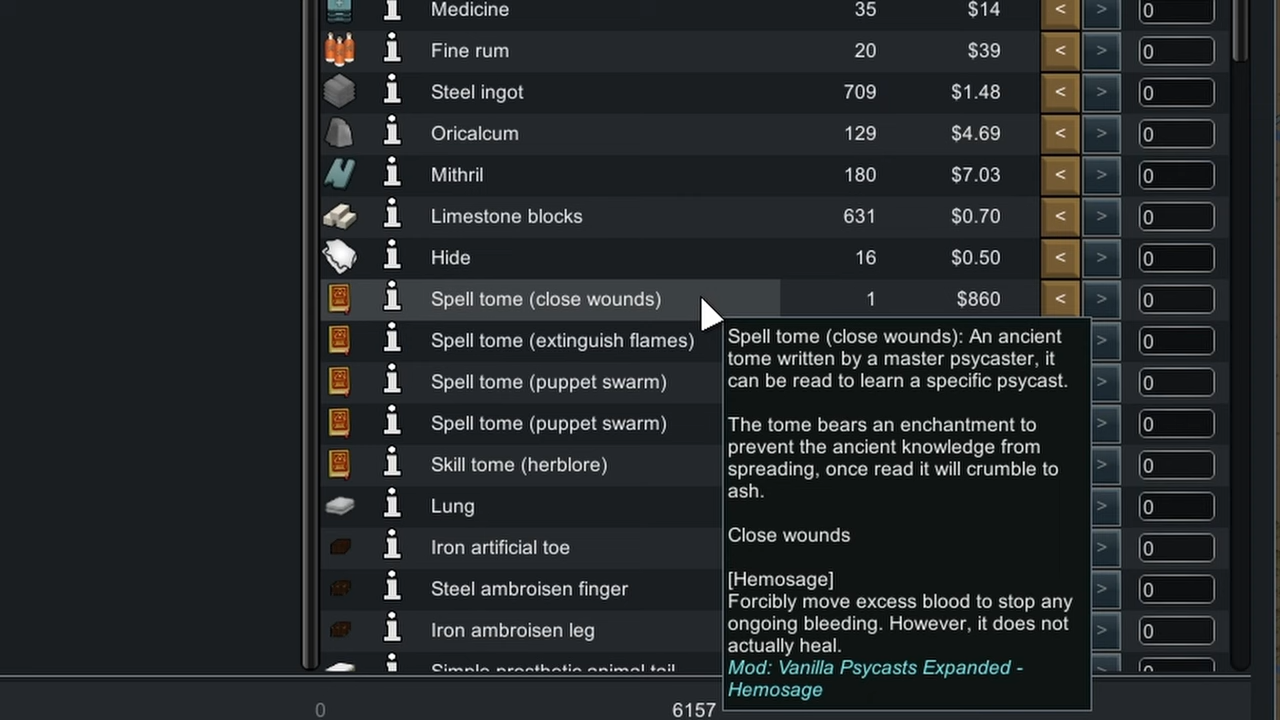 Medicine 35 $14 < > 0
Fine rum 20 $39 < > 0
Steel ingot 709 $1.48 < > 0
Oricalcum 129 $4.69 < > 0
Mithril 180 $7.03 < > 0
Limestone blocks 631 $0.70 < > 0
Hide 16 $0.50 < > 0
Spell tome (close wounds) 1 $860 < 0
Spell tome (extinguish flames) > 0
Spell tome (puppet swarm) > 0
Spell tome (puppet swarm) > 0
Skill tome (herblore) > 0
Lung > 0
Iron artificial toe > 0
Steel ambroisen finger > 0
Iron ambroisen leg > 0
Simple prosthetic animal tail 0
Spell tome (close wounds): An ancient
tome written by a master psycaster, it
can be read to learn a specific psycast.
The tome bears an enchantment to
prevent the ancient knowledge from
spreading, once read it will crumble to
ash.
Close wounds
[Hemosage]
Forcibly move excess blood to stop any
ongoing bleeding. However, it does not
actually heal.
Mod: Vanilla Psycasts Expanded -
Hemosage
0 6157